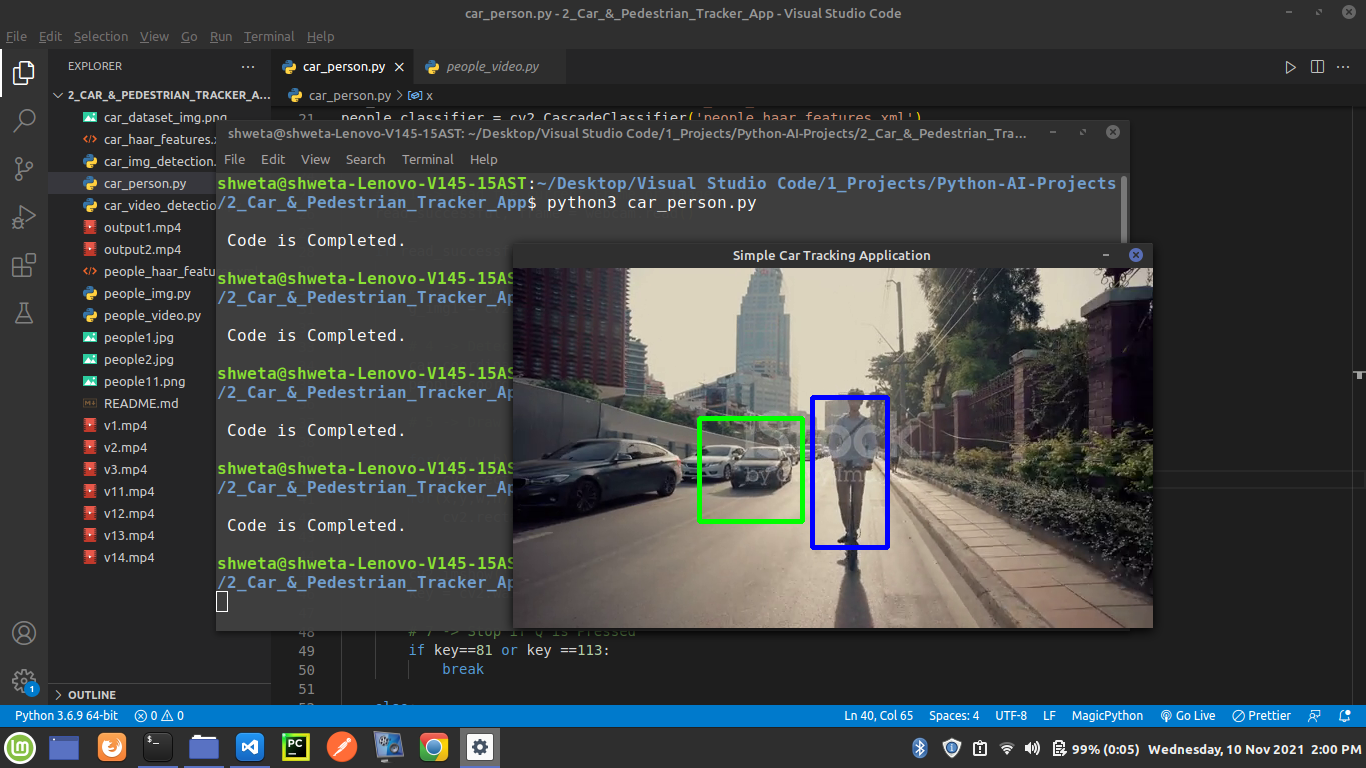 car_person.py - 2_Car_&_Pedestrian_Tracker_App - Visual Studio Code
File Edit Selection View Go Run Terminal Help
EXPLORER
2_CAR_&_PEDESTRIAN_TRACKER_A...
car_dataset_img.png
car_haar_features.
car_img_detection.
car_person.py
car_video_detectio
output1.mp4
output2.mp4
people_haar_featu
people_img.py
people_video.py
people1.jpg
people2.jpg
people11.png
README.md
v1.mp4
v2.mp4
v3.mp4
v11.mp4
v12.mp4
v13.mp4
v14.mp4
OUTLINE
car_person.py people_video.py
car_person.py > x
21 people_classifier = cv2.CascadeClassifier('people_haar_features.xml')
shweta@shweta-Lenovo-V145-15AST: ~/Desktop/Visual Studio Code/1_Projects/Python-AI-Projects/2_Car_&_Pedestrian_Tra...
File Edit View Search Terminal Help
shweta@shweta-Lenovo-V145-15AST:~/Desktop/Visual Studio Code/1_Projects/Python-AI-Projects
/2_Car_&_Pedestrian_Tracker_App$ python3 car_person.py
Code is Completed.
shweta@shweta-Lenovo-V145-15AS
/2_Car_&_Pedestrian_Tracker_Ap
Code is Completed.
shweta@shweta-Lenovo-V145-15AS
/2_Car_&_Pedestrian_Tracker_Ap
Code is Completed.
shweta@shweta-Lenovo-V145-15AS
/2_Car_&_Pedestrian_Tracker_Ap
Code is Completed.
shweta@shweta-Lenovo-V145-15AS
/2_Car_&_Pedestrian_Tracker_Ap
Simple Car Tracking Application
iStock
48 # 7 -> Stop if Q is Pressed
49 if key==81 or key ==113:
50 break
51
52 else:
Python 3.6.9 64-bit 0 0 Ln 40, Col 65 Spaces: 4 UTF-8 LF MagicPython Go Live Prettier
1
PC
99% (0:05) Wednesday, 10 Nov 2021 2:00 PM